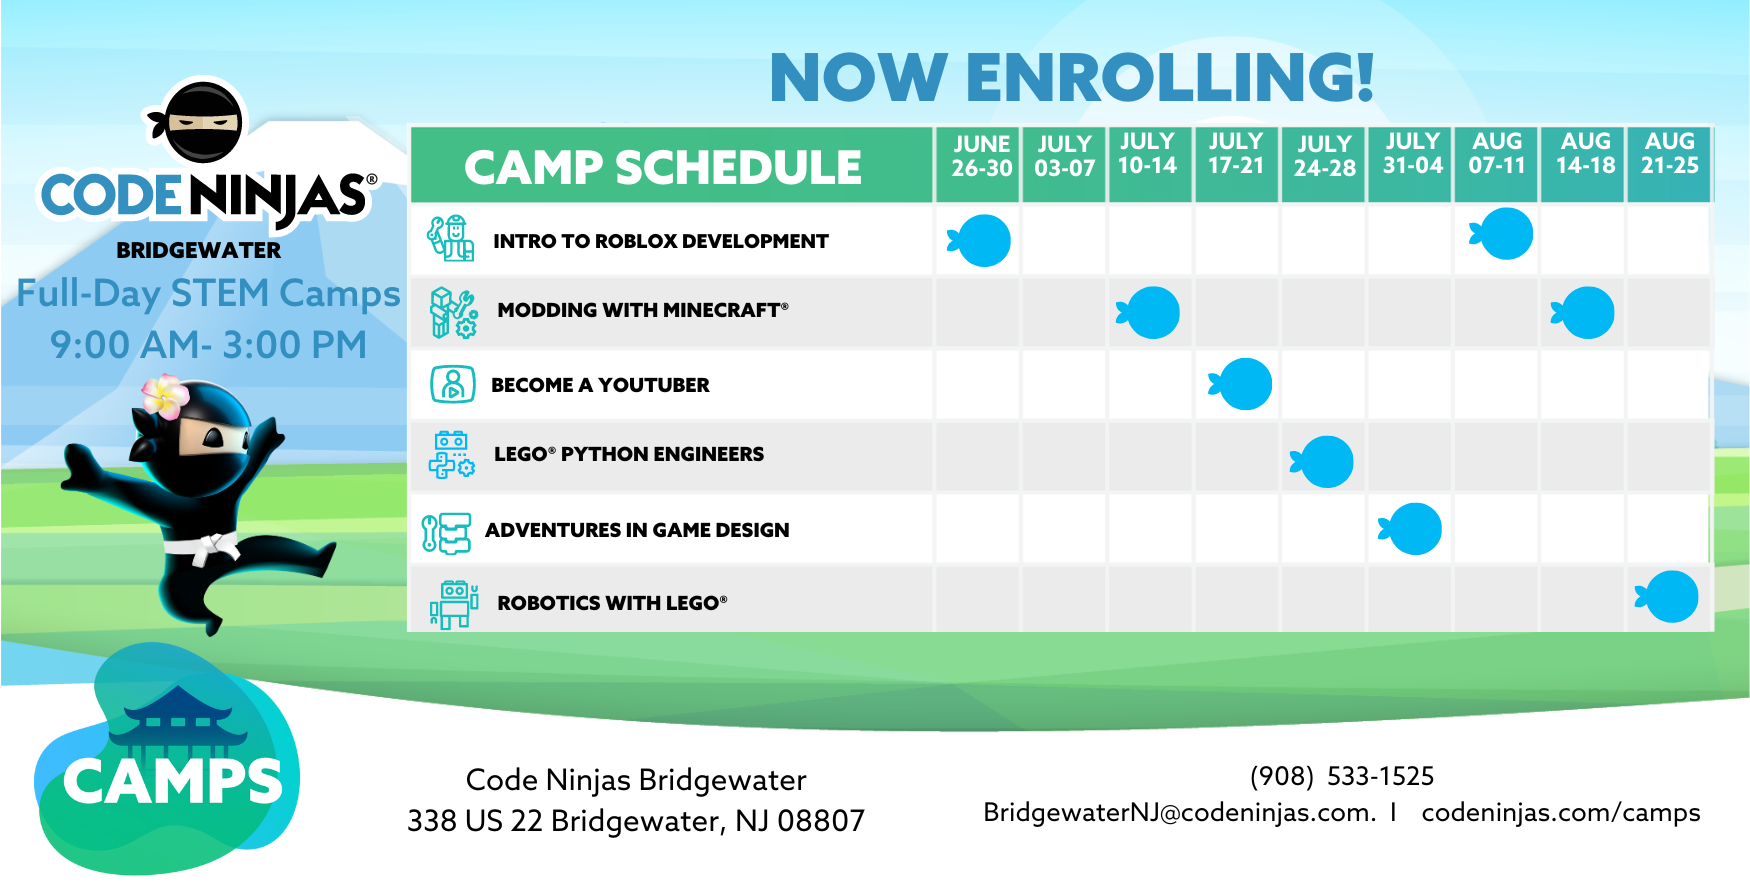 NOW ENROLLING!
CODE NINJAS®
BRIDGEWATER
Full-Day STEM Camps
9:00 AM- 3:00 PM
CAMP SCHEDULE
JUNE
26-30
JULY
03-07
JULY
10-14
JULY
17-21
JULY
24-28
JULY
31-04
AUG
07-11
AUG
14-18
AUG
21-25
INTRO TO ROBLOX DEVELOPMENT
MODDING WITH MINECRAFT®
BECOME A YOUTUBER
LEGO® PYTHON ENGINEERS
ADVENTURES IN GAME DESIGN
ROBOTICS WITH LEGO®
CAMPS
Code Ninjas Bridgewater
338 US 22 Bridgewater, NJ 08807
(908) 533-1525
BridgewaterNJ@codeninjas.com. I codeninjas.com/camps